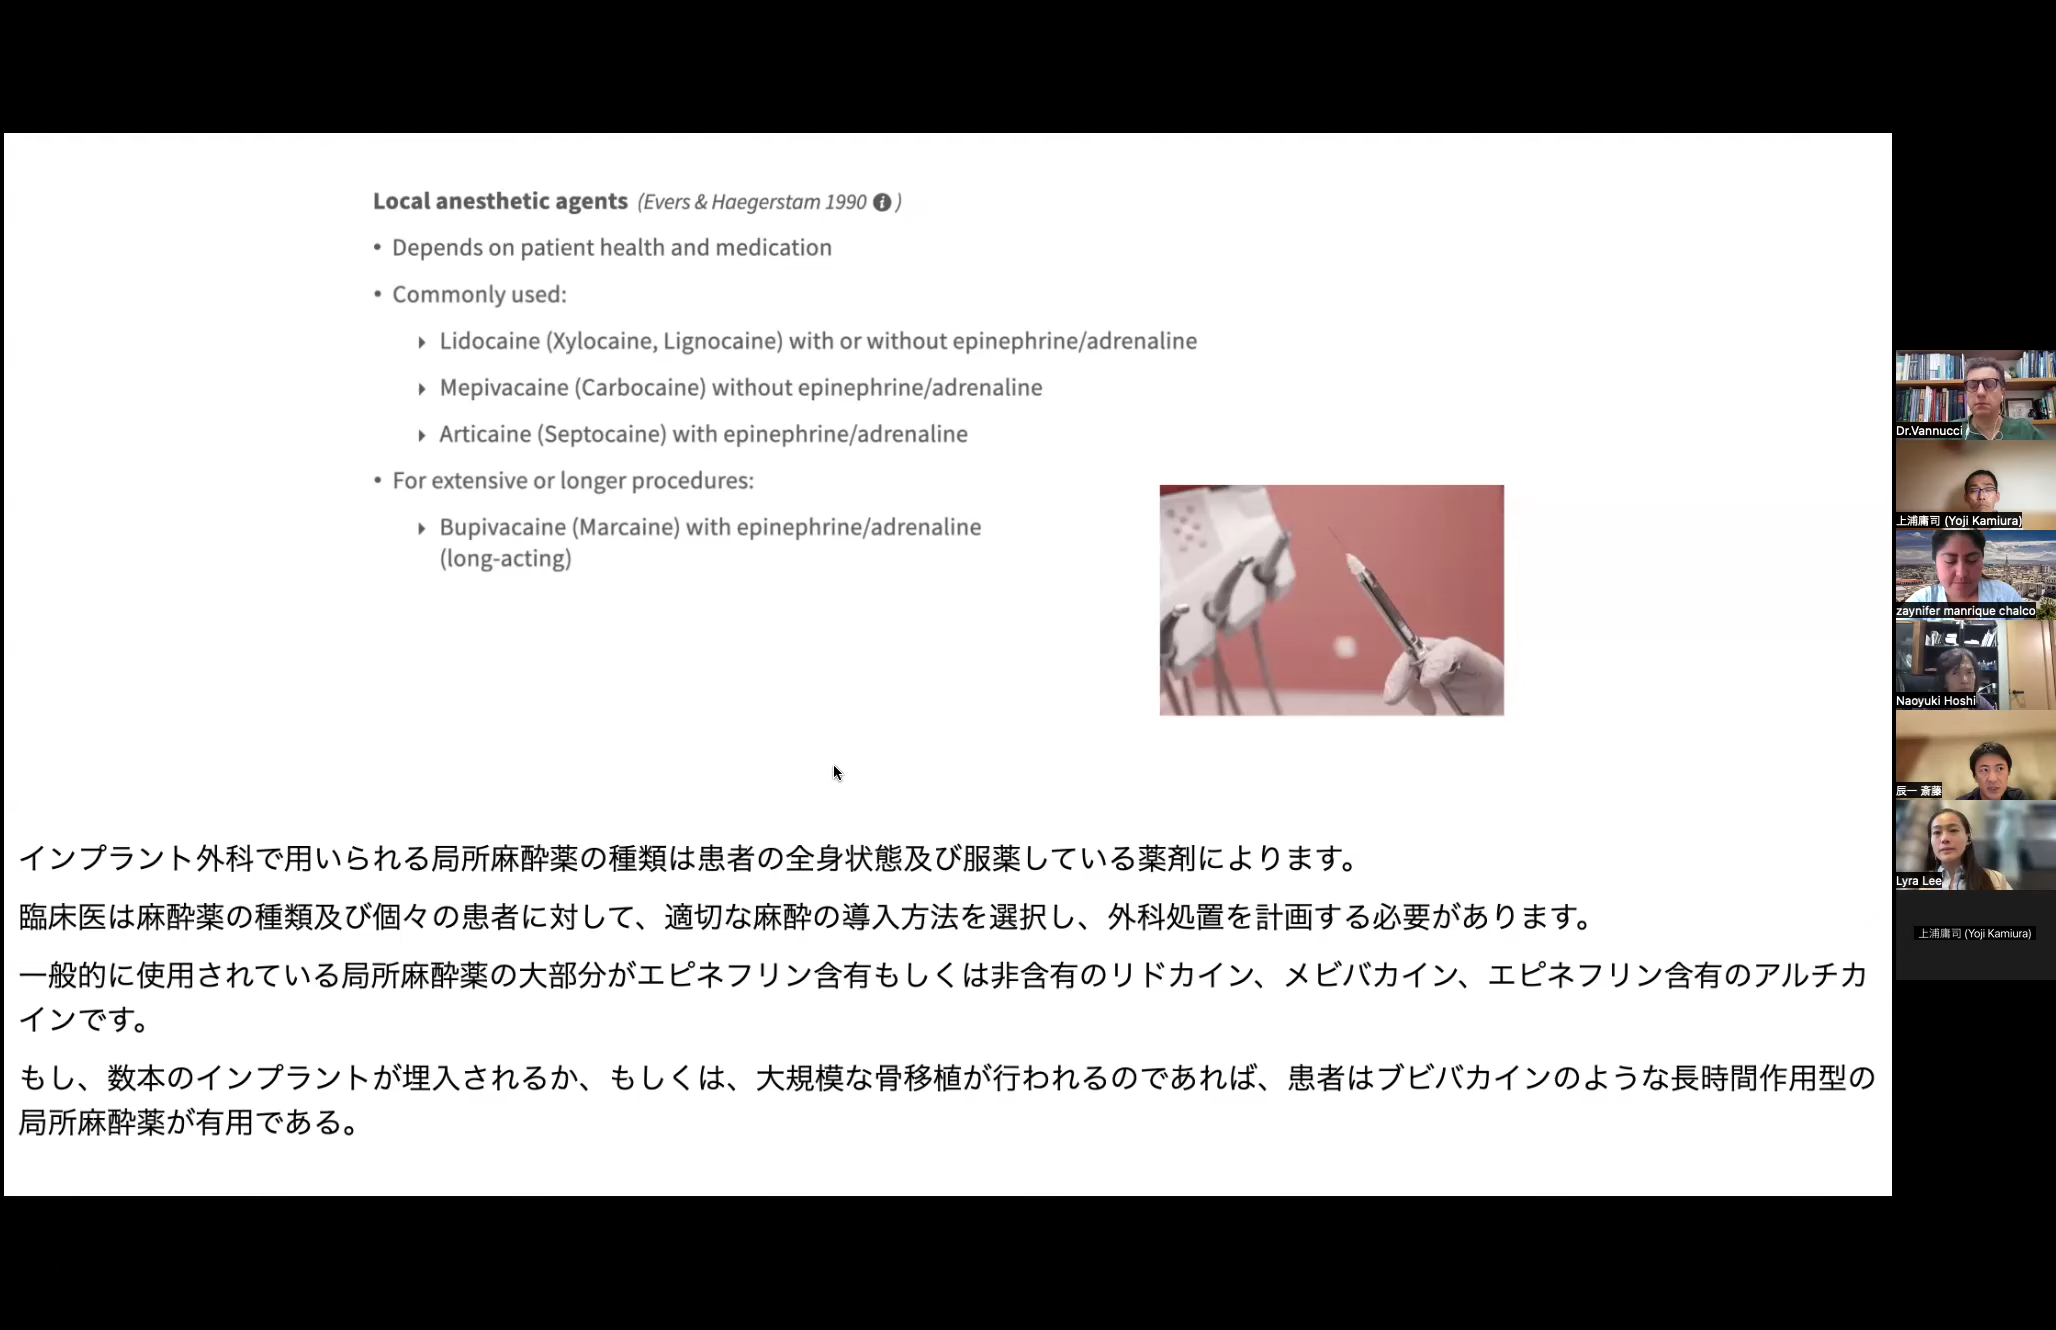 Local anesthetic agents (Evers & Haegerstam 1990 i )
• Depends on patient health and medication
• Commonly used:
Lidocaine (Xylocaine, Lignocaine) with or without epinephrine/adrenaline
Mepivacaine (Carbocaine) without epinephrine/adrenaline
Articaine (Septocaine) with epinephrine/adrenaline
• For extensive or longer procedures:
Bupivacaine (Marcaine) with epinephrine/adrenaline
(long-acting)
インプラント外科で用いられる局所麻酔薬の種類は患者の全身状態及び服薬している薬剤によります。
臨床医は麻酔薬の種類及び個々の患者に対して、適切な麻酔の導入方法を選択し、外科処置を計画する必要があります。
一般的に使用されている局所麻酔薬の大部分がエピネフリン含有もしくは非含有のリドカイン、メビバカイン、エピネフリン含有のアルチカ
インです。
もし、数本のインプラントが埋入されるか、もしくは、大規模な骨移植が行われるのであれば、患者はブビバカインのような長時間作用型の
局所麻酔薬が有用である。
Dr.Vannucci
上浦庸司 (Yoji Kamiura)
zaynifer manrique chalco
Naoyuki Hoshi
辰一 斎藤
Lyra Lee
上浦庸司 (Yoji Kamiura)